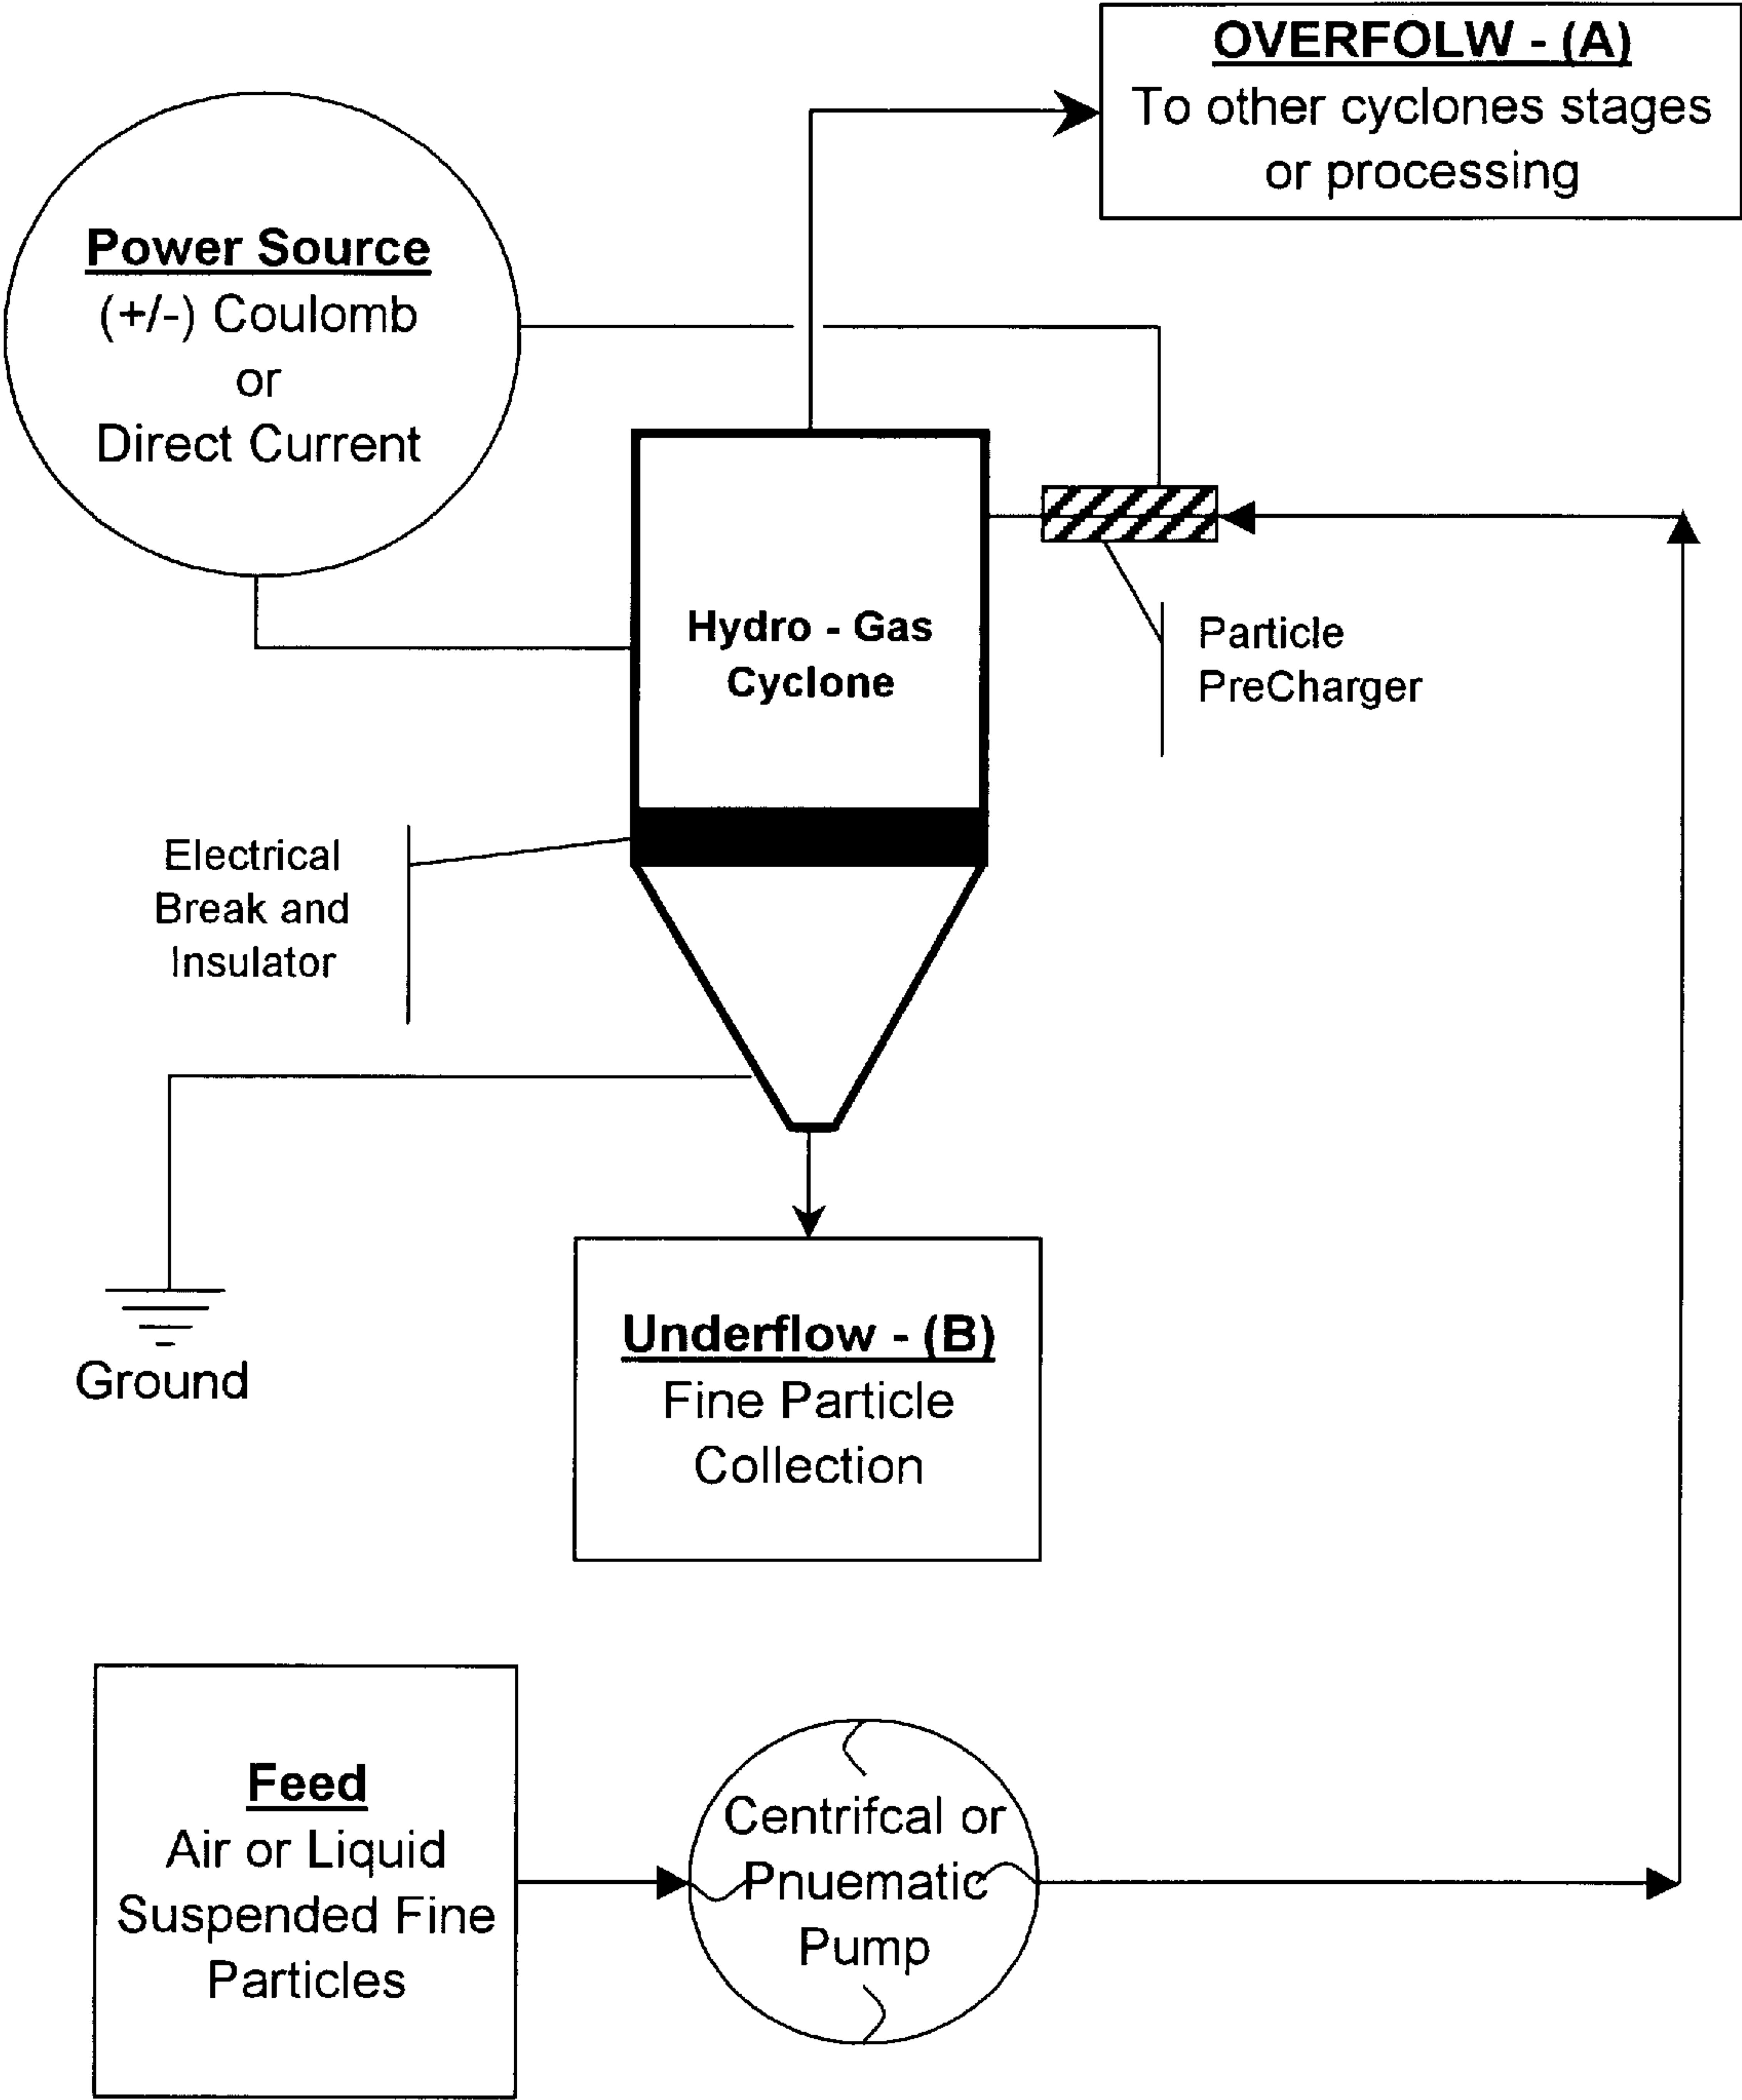 OVERFOLW - (A)
To other cyclones stages
or processing
Power Source
(+/-) Coulomb
or
Direct Current
Hydro - Gas
Cyclone
Particle
PreCharger
Electrical
Break and
Insulator
Ground
Underflow - (B)
Fine Particle
Collection
Feed
Air or Liquid
Suspended Fine
Particles
Centrifcal or
Pnuematic
Pump